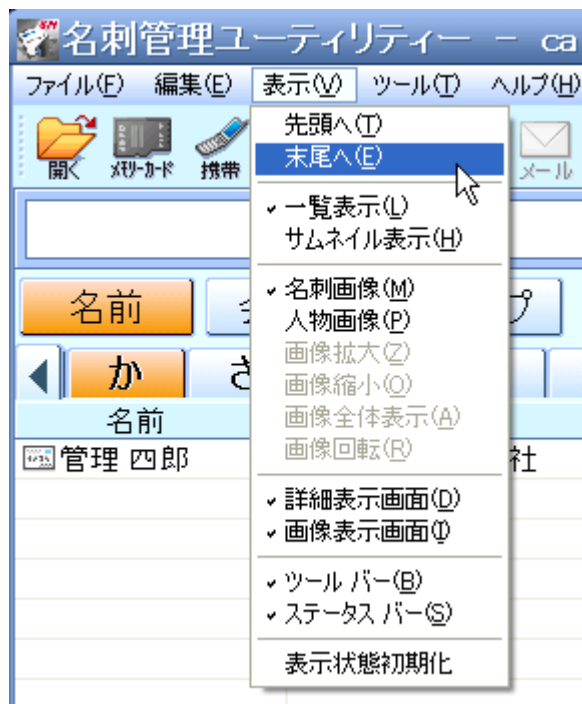 名刺管理ユーティリティー － ca
ファイル(F) 編集(E) 表示(V) ツール(T) ヘルプ(H)
開く メモリーカード 携帯 メール
先頭へ(T)
末尾へ(E)
一覧表示(L)
サムネイル表示(H)
名刺画像(M)
人物画像(P)
画像拡大(Z)
画像縮小(O)
画像全体表示(A)
画像回転(R)
詳細表示画面(D)
画像表示画面(I)
ツール バー(B)
ステータス バー(S)
表示状態初期化
名前 プ
か さ
名前
管理 四郎 社